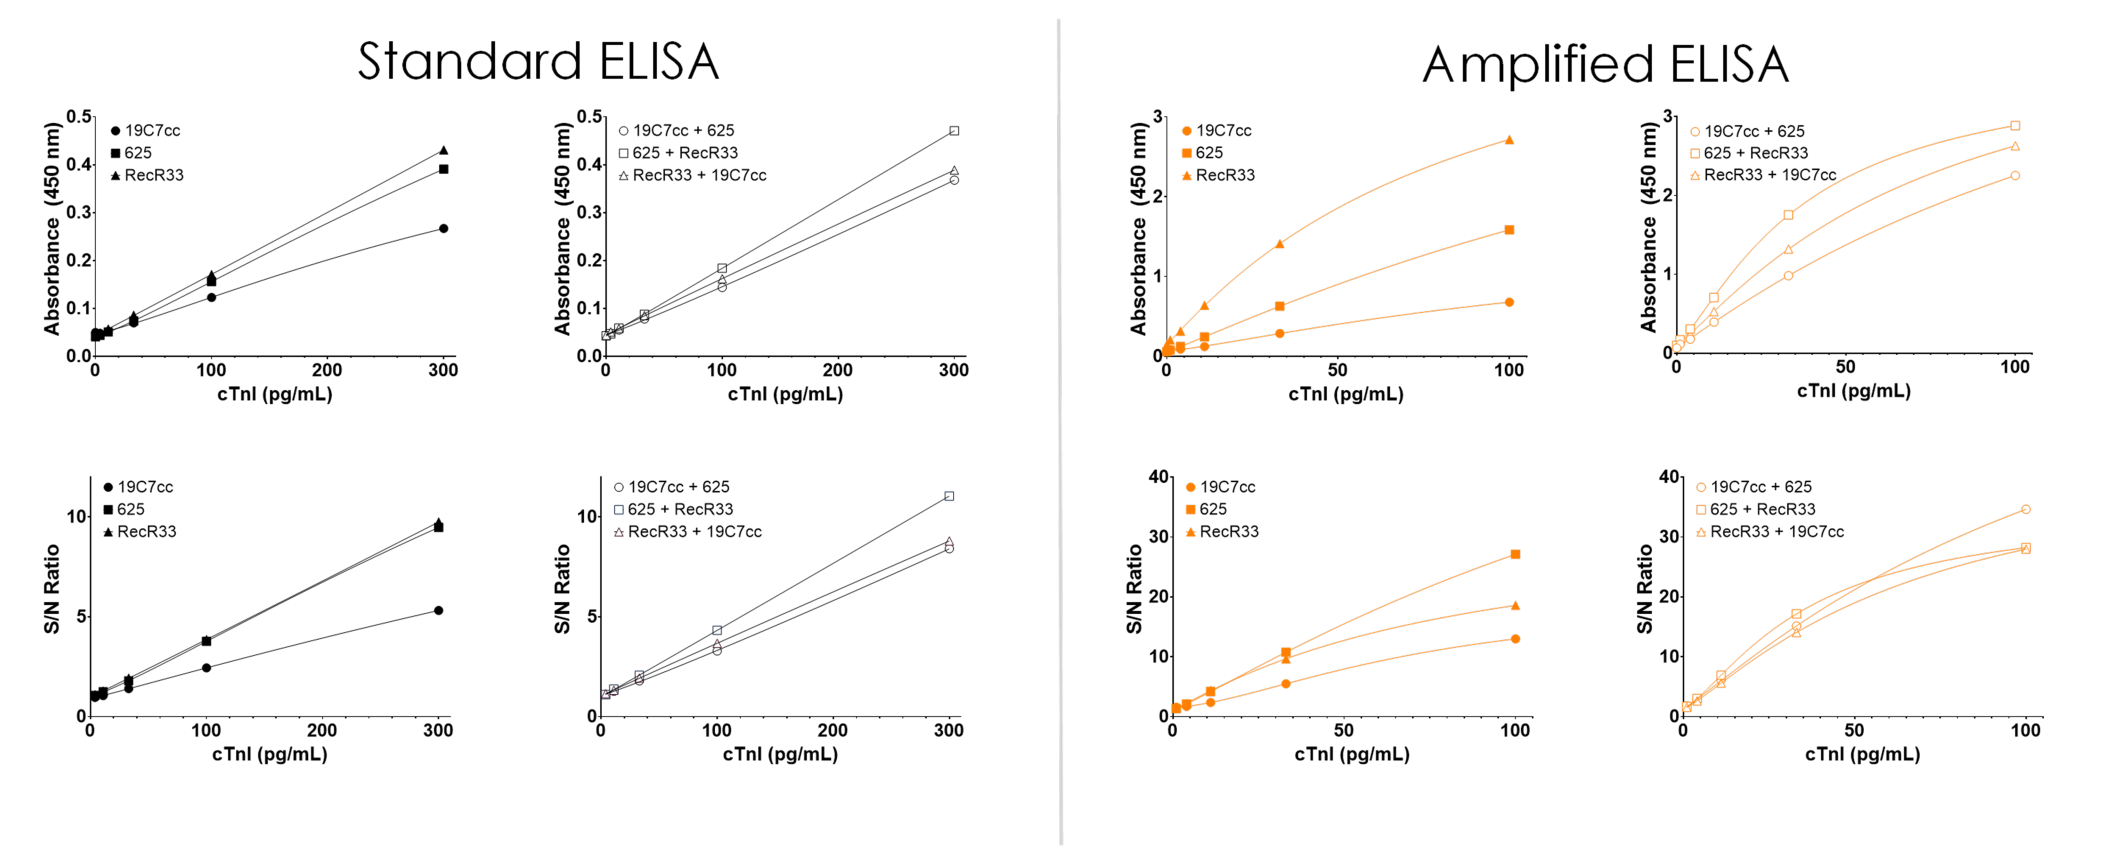 Standard ELISA
0.5
0.4
0.3
0.2
0.1
0.0
Absorbance (450 nm)
19C7cc
625
RecR33
0
100
200
300
cTnI (pg/mL)
0.5
0.4
0.3
0.2
0.1
0.0
Absorbance (450 nm)
19C7cc + 625
625 + RecR33
RecR33 + 19C7cc
0
100
200
300
cTnI (pg/mL)
10
5
0
S/N Ratio
19C7cc
625
RecR33
0
100
200
300
cTnI (pg/mL)
10
5
0
S/N Ratio
19C7cc + 625
625 + RecR33
RecR33 + 19C7cc
0
100
200
300
cTnI (pg/mL)
Amplified ELISA
3
2
1
0
Absorbance (450 nm)
19C7cc
625
RecR33
0
50
100
cTnI (pg/mL)
3
2
1
0
Absorbance (450 nm)
19C7cc + 625
625 + RecR33
RecR33 + 19C7cc
0
50
100
cTnI (pg/mL)
40
30
20
10
0
S/N Ratio
19C7cc
625
RecR33
0
50
100
cTnI (pg/mL)
40
30
20
10
0
S/N Ratio
19C7cc + 625
625 + RecR33
RecR33 + 19C7cc
0
50
100
cTnI (pg/mL)